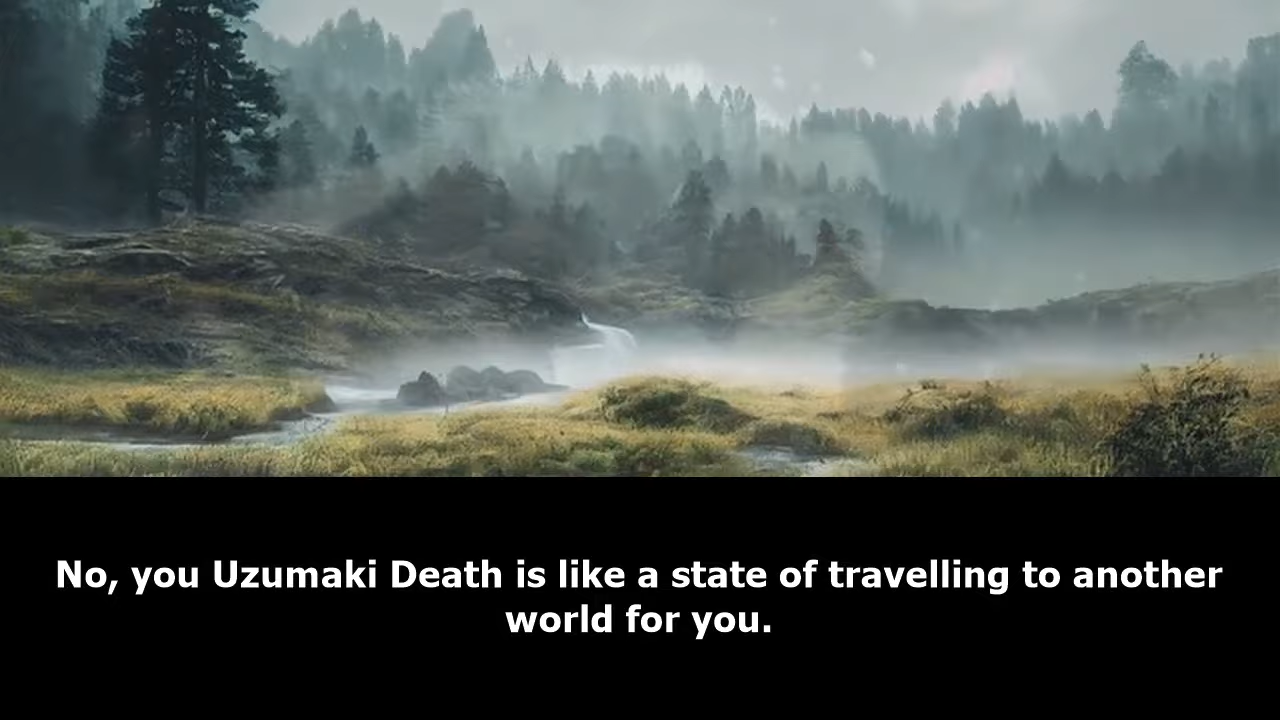 No, you Uzumaki Death is like a state of travelling to another
world for you.